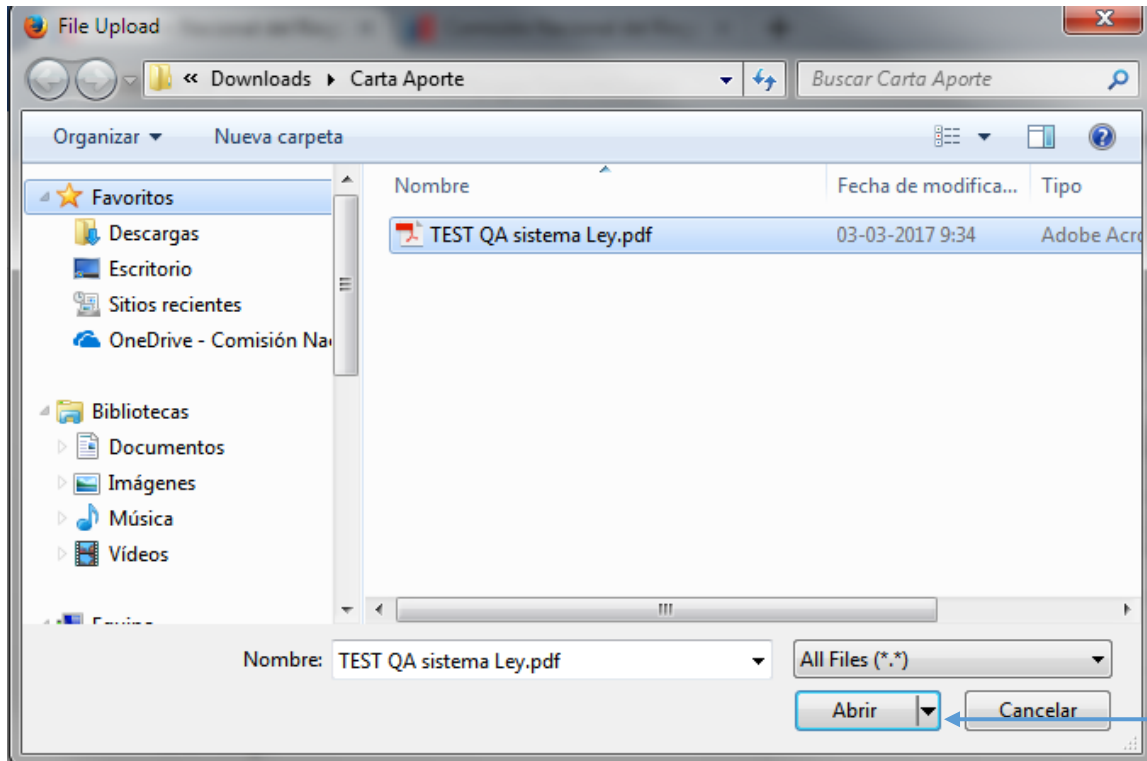 File Upload
« Downloads ▸ Carta Aporte
Buscar Carta Aporte
Organizar ▾ Nueva carpeta
Nombre Fecha de modifica... Tipo
TEST QA sistema Ley.pdf 03-03-2017 9:34 Adobe Acro
Favoritos
Descargas
Escritorio
Sitios recientes
OneDrive - Comisión Na
Bibliotecas
Documentos
Imágenes
Música
Vídeos
Nombre: TEST QA sistema Ley.pdf
All Files (*.*)
Abrir Cancelar